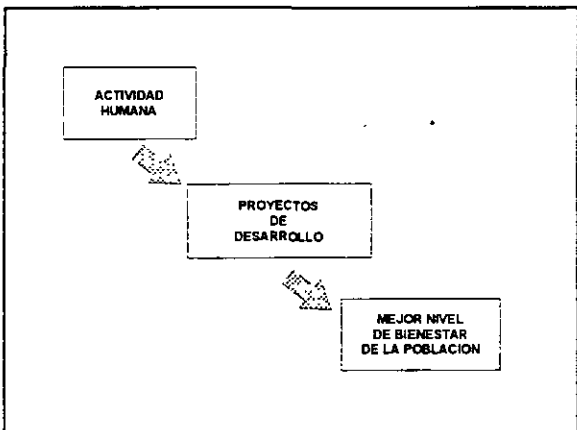 ACTIVIDAD
HUMANA
PROYECTOS
DE
DESARROLLO
MEJOR NIVEL
DE BIENESTAR
DE LA POBLACION